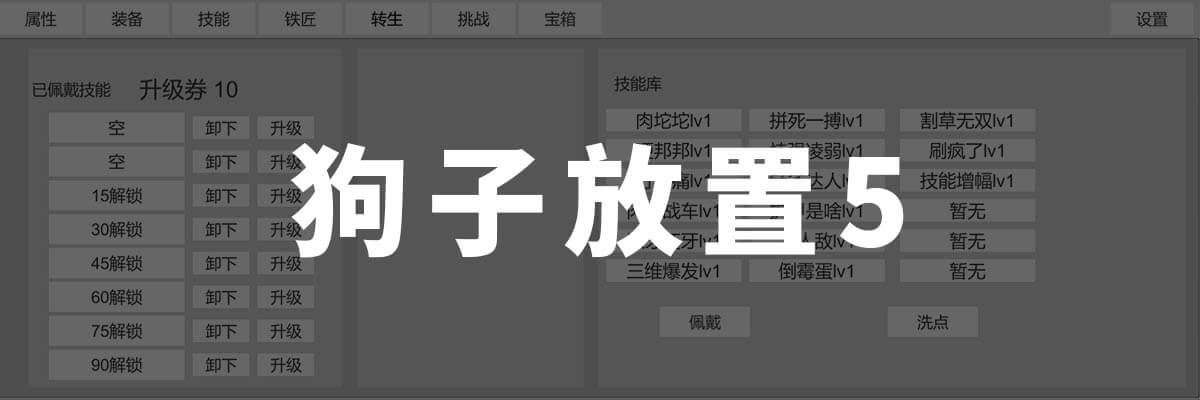 属性 装备 技能 铁匠 转生 挑战 宝箱 设置
已佩戴技能 升级券 10
空 卸下 升级
空 卸下 升级
15解锁 卸下 升级
30解锁 卸下 升级
45解锁 卸下 升级
60解锁 卸下 升级
75解锁 卸下 升级
90解锁 卸下 升级
狗子放置5
技能库
肉坨坨lv1 拼死一搏lv1 割草无双lv1
邦邦lv1 凌弱lv1 刷疯了lv1
痛lv1 达人lv1 技能增幅lv1
战车lv1 是啥lv1 暂无
牙lv1 人敌lv1 暂无
三维爆发lv1 倒霉蛋lv1 暂无
佩戴 洗点